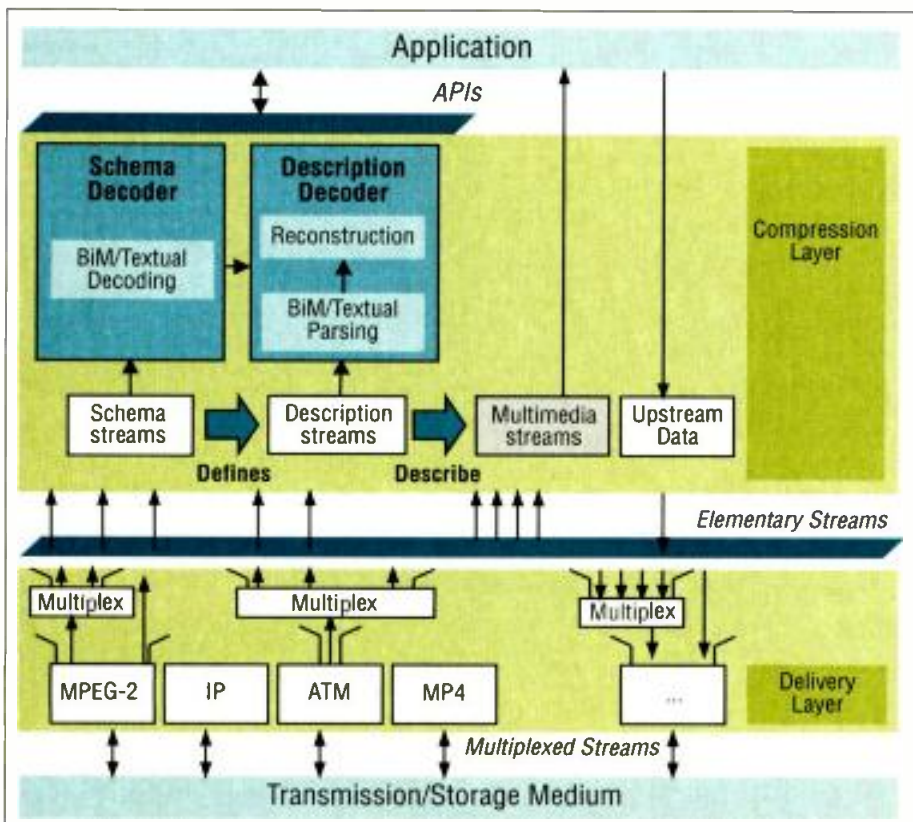 Application
APIs
Schema
Decoder
BiM/Textual
Decoding
Description
Decoder
Reconstruction
BiM/Textual
Parsing
Compression
Layer
Schema
streams
Defines
Description
streams
Describe
Multimedia
streams
Upstream
Data
Elementary Streams
Multiplex
Multiplex
Multiplex
MPEG-2
IP
ATM
MP4
...
Delivery
Layer
Multiplexed Streams
Transmission/Storage Medium